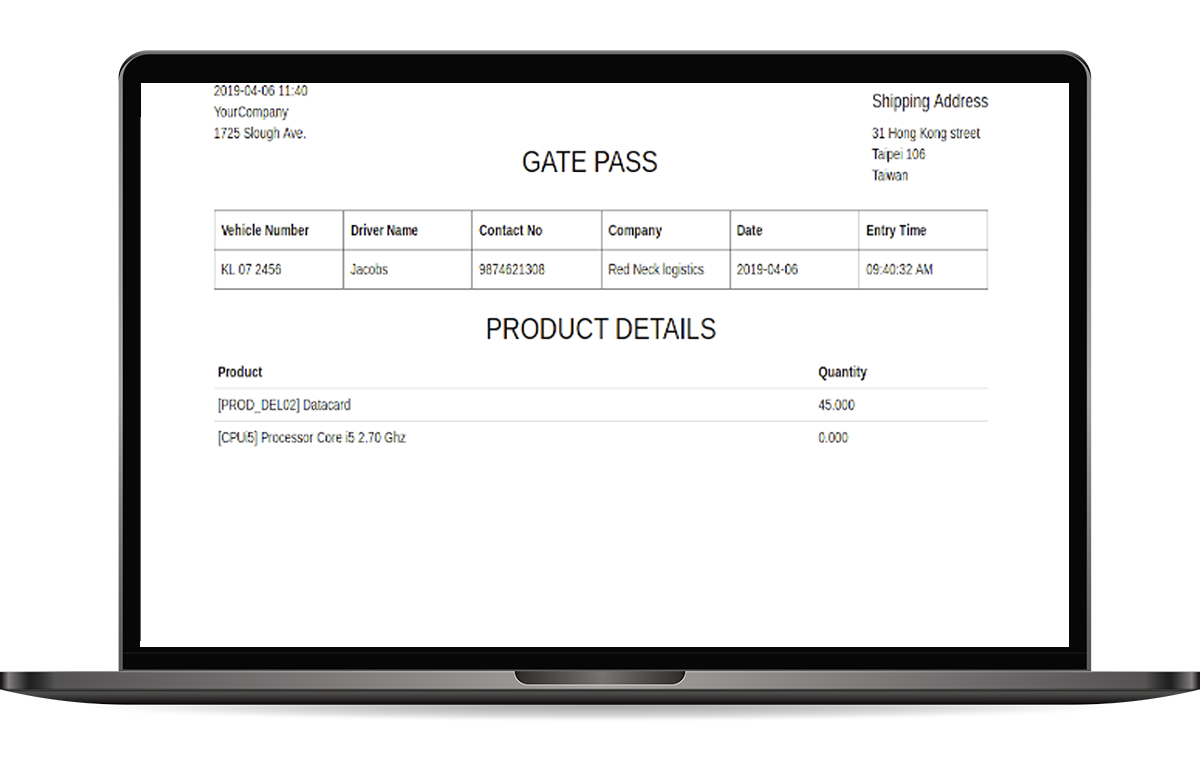 2019-04-06 11:40
YourCompany
1725 Slough Ave.
Shipping Address
31 Hong Kong street
Taipei 106
Taiwan
GATE PASS
Vehicle Number Driver Name Contact No Company Date Entry Time
KL 07 2456 Jacobs 9874621308 Red Neck logistics 2019-04-06 09:40:32 AM
PRODUCT DETAILS
Product Quantity
[PROD_DEL02] Datacard 45.000
[CPUi5] Processor Core i5 2.70 Ghz 0.000